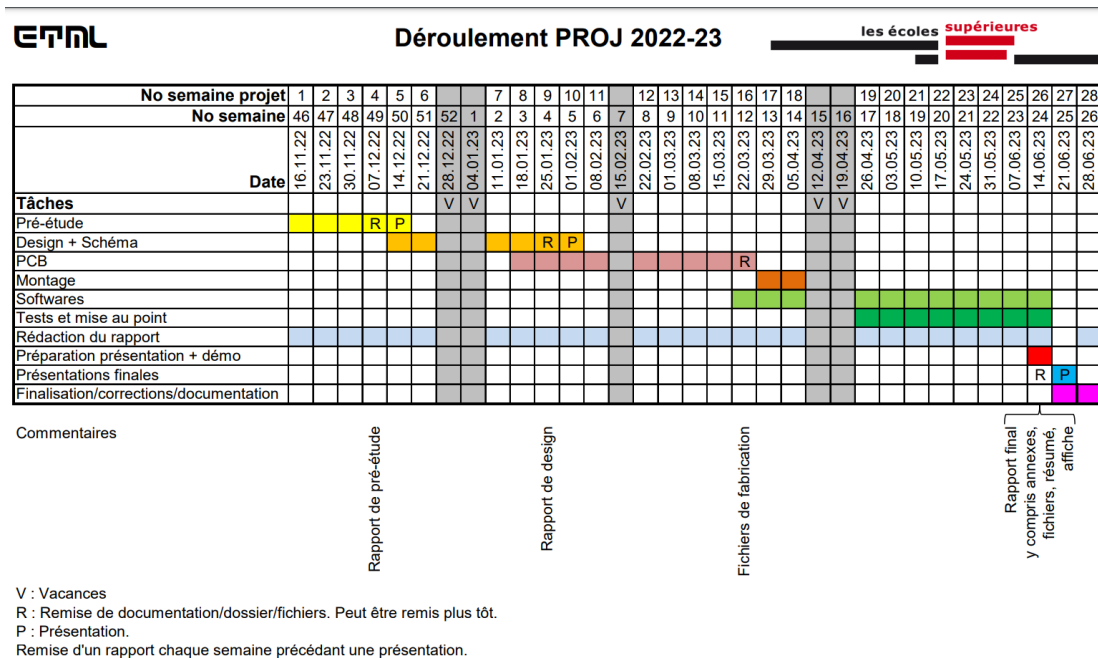 ETML
Déroulement PROJ 2022-23
les écoles supérieures
No semaine projet 1 2 3 4 5 6 7 8 9 10 11 12 13 14 15 16 17 18 19 20 21 22 23 24 25 26 27 28
No semaine 46 47 48 49 50 51 52 1 2 3 4 5 6 7 8 9 10 11 12 13 14 15 16 17 18 19 20 21 22 23 24 25 26
Date 16.11.22 23.11.22 30.11.22 07.12.22 14.12.22 21.12.22 28.12.22 04.01.23 11.01.23 18.01.23 25.01.23 01.02.23 08.02.23 15.02.23 22.02.23 01.03.23 08.03.23 15.03.23 22.03.23 29.03.23 05.04.23 12.04.23 19.04.23 26.04.23 03.05.23 10.05.23 17.05.23 24.05.23 31.05.23 07.06.23 14.06.23 21.06.23 28.06.23
Tâches V V V V V
Pré-étude R P
Design + Schéma R P
PCB R
Montage
Softwares
Tests et mise au point
Rédaction du rapport
Préparation présentation + démo
Présentations finales R P
Finalisation/corrections/documentation
Commentaires
Rapport de pré-étude
Rapport de design
Fichiers de fabrication
Rapport final
y compris annexes,
fichiers, résumé,
affiche
V : Vacances
R : Remise de documentation/dossier/fichiers. Peut être remis plus tôt.
P : Présentation.
Remise d'un rapport chaque semaine précédant une présentation.